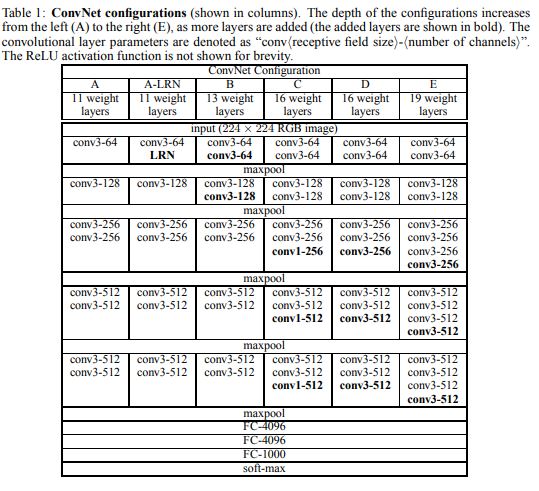 Table 1: ConvNet configurations (shown in columns). The depth of the configurations increases
from the left (A) to the right (E), as more layers are added (the added layers are shown in bold). The
convolutional layer parameters are denoted as “conv⟨receptive field size⟩-⟨number of channels⟩”.
The ReLU activation function is not shown for brevity.
ConvNet Configuration
A A-LRN B C D E
11 weight 11 weight 13 weight 16 weight 16 weight 19 weight
layers layers layers layers layers layers
input (224 × 224 RGB image)
conv3-64 conv3-64 conv3-64 conv3-64 conv3-64 conv3-64
LRN conv3-64 conv3-64 conv3-64 conv3-64
maxpool
conv3-128 conv3-128 conv3-128 conv3-128 conv3-128 conv3-128
conv3-128 conv3-128 conv3-128 conv3-128
maxpool
conv3-256 conv3-256 conv3-256 conv3-256 conv3-256 conv3-256
conv3-256 conv3-256 conv3-256 conv3-256 conv3-256 conv3-256
conv1-256 conv3-256 conv3-256
conv3-256
maxpool
conv3-512 conv3-512 conv3-512 conv3-512 conv3-512 conv3-512
conv3-512 conv3-512 conv3-512 conv3-512 conv3-512 conv3-512
conv1-512 conv3-512 conv3-512
conv3-512
maxpool
conv3-512 conv3-512 conv3-512 conv3-512 conv3-512 conv3-512
conv3-512 conv3-512 conv3-512 conv3-512 conv3-512 conv3-512
conv1-512 conv3-512 conv3-512
conv3-512
maxpool
FC-4096
FC-4096
FC-1000
soft-max